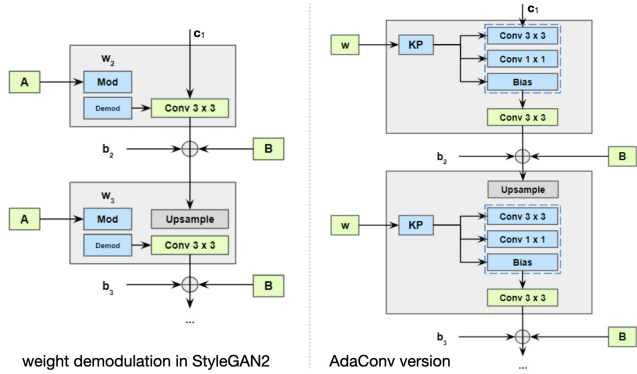 c1
w2
A
Mod
Demod
Conv 3 x 3
b2
B
w3
A
Mod
Upsample
Demod
Conv 3 x 3
b3
B
...
weight demodulation in StyleGAN2
c1
w
KP
Conv 3 x 3
Conv 1 x 1
Bias
Conv 3 x 3
b2
B
Upsample
w
KP
Conv 3 x 3
Conv 1 x 1
Bias
Conv 3 x 3
b3
B
...
AdaConv version